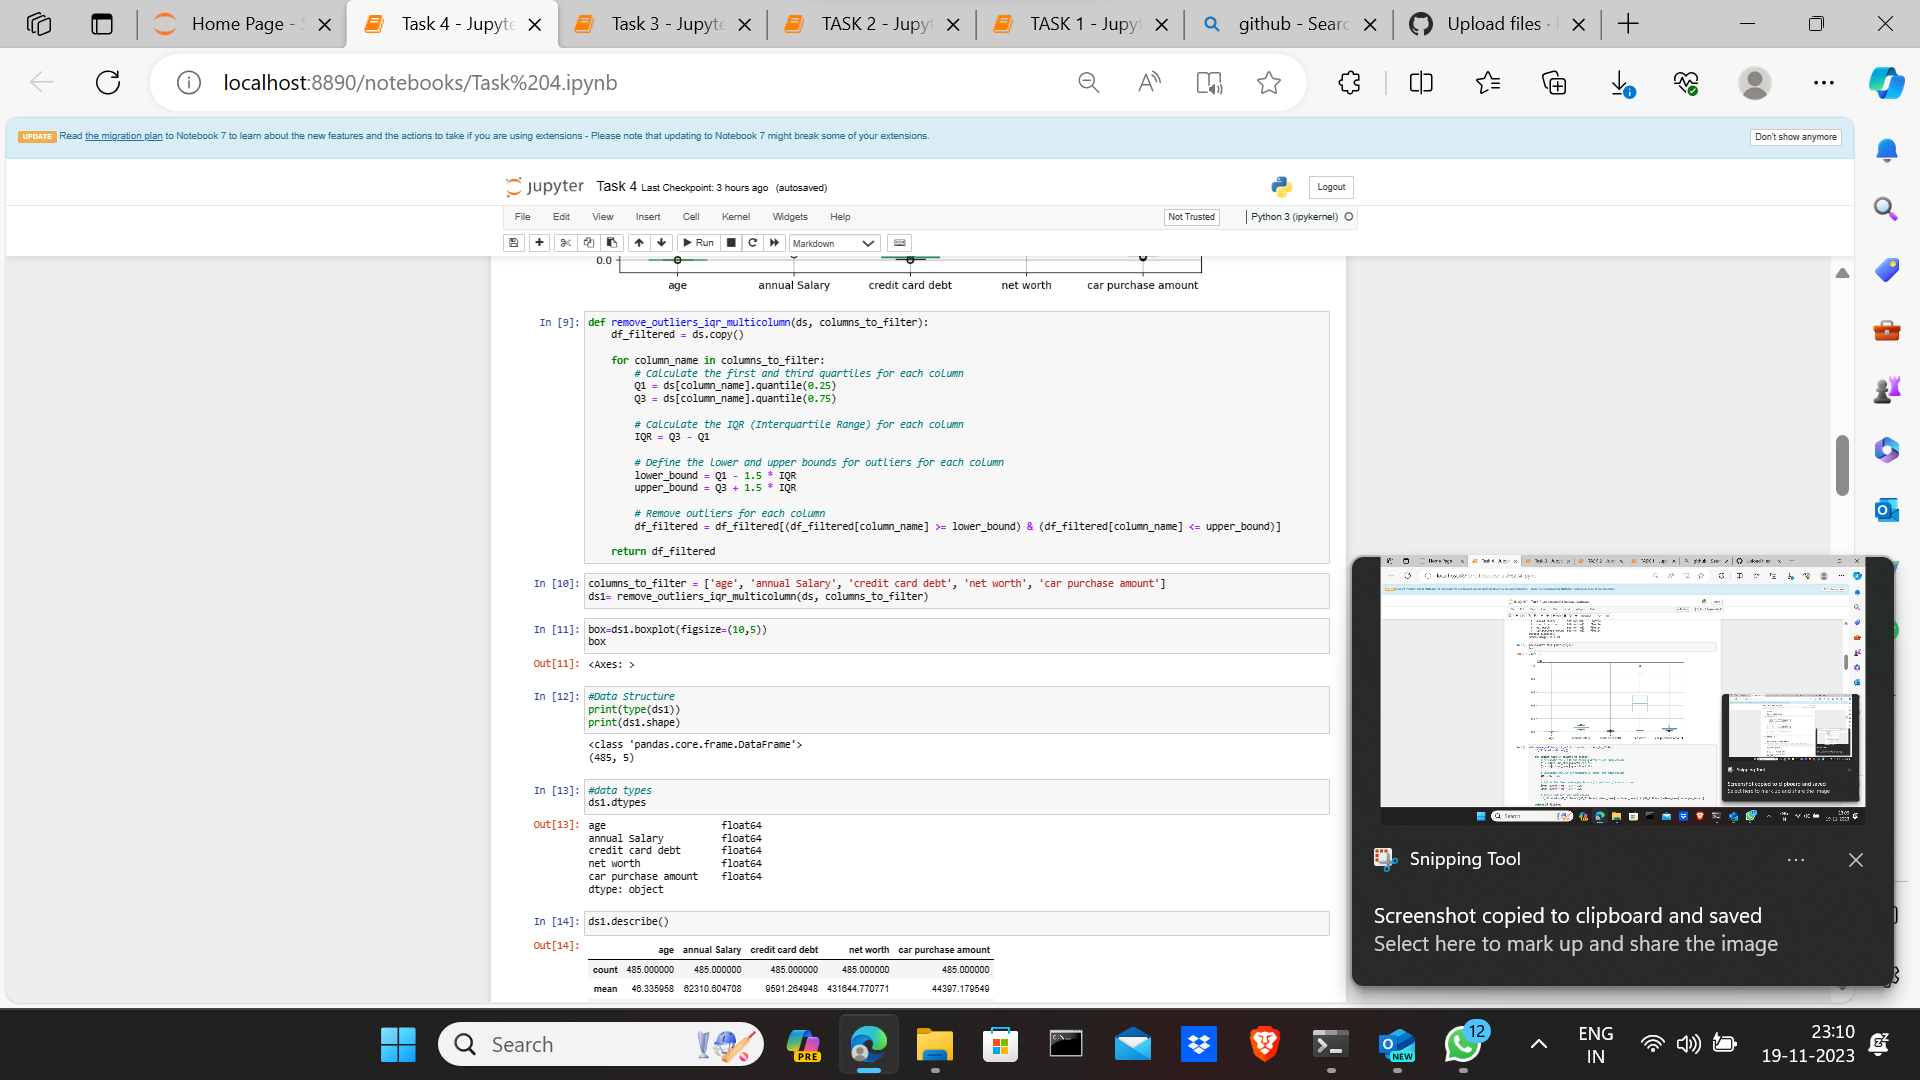 Home Page - S
Task 4 - Jupyte
Task 3 - Jupyte
TASK 2 - Jupyt
TASK 1 - Jupyt
github - Searc
Upload files ·
localhost:8890/notebooks/Task%204.ipynb
UPDATE Read the migration plan to Notebook 7 to learn about the new features and the actions to take if you are using extensions - Please note that updating to Notebook 7 might break some of your extensions.
Don't show anymore
jupyter Task 4 Last Checkpoint: 3 hours ago (autosaved)
Logout
File Edit View Insert Cell Kernel Widgets Help
Not Trusted
Python 3 (ipykernel)
Run
Markdown
0.0
age annual Salary credit card debt net worth car purchase amount
In [9]: def remove_outliers_iqr_multicolumn(ds, columns_to_filter):
df_filtered = ds.copy()
for column_name in columns_to_filter:
# Calculate the first and third quartiles for each column
Q1 = ds[column_name].quantile(0.25)
Q3 = ds[column_name].quantile(0.75)
# Calculate the IQR (Interquartile Range) for each column
IQR = Q3 - Q1
# Define the lower and upper bounds for outliers for each column
lower_bound = Q1 - 1.5 * IQR
upper_bound = Q3 + 1.5 * IQR
# Remove outliers for each column
df_filtered = df_filtered[(df_filtered[column_name] >= lower_bound) & (df_filtered[column_name] <= upper_bound)]
return df_filtered
In [10]: columns_to_filter = ['age', 'annual Salary', 'credit card debt', 'net worth', 'car purchase amount']
ds1= remove_outliers_iqr_multicolumn(ds, columns_to_filter)
In [11]: box=ds1.boxplot(figsize=(10,5))
box
Out[11]: <Axes: >
In [12]: #Data Structure
print(type(ds1))
print(ds1.shape)
<class 'pandas.core.frame.DataFrame'>
(485, 5)
In [13]: #data types
ds1.dtypes
Out[13]: age float64
annual Salary float64
credit card debt float64
net worth float64
car purchase amount float64
dtype: object
In [14]: ds1.describe()
Out[14]:
age annual Salary credit card debt net worth car purchase amount
count 485.000000 485.000000 485.000000 485.000000 485.000000
mean 46.335958 62310.604708 9591.264948 431644.770771 44397.179549
Snipping Tool
Screenshot copied to clipboard and saved
Select here to mark up and share the image
Search
PRE
NEW
12
ENG
IN
23:10
19-11-2023